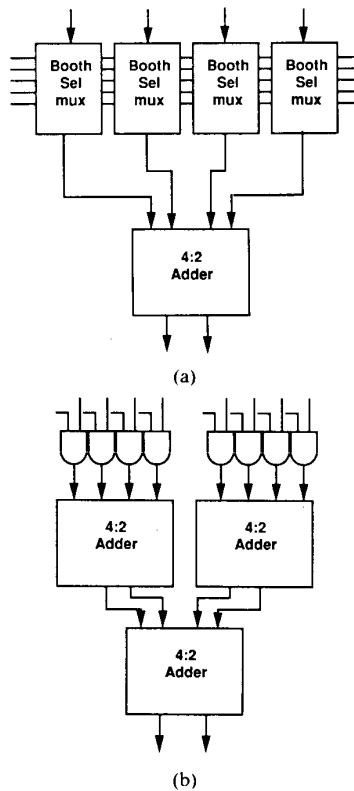 Booth Booth Booth Booth
Sel Sel Sel Sel
mux mux mux mux
4:2
Adder
(a)
4:2 4:2
Adder Adder
4:2
Adder
(b)